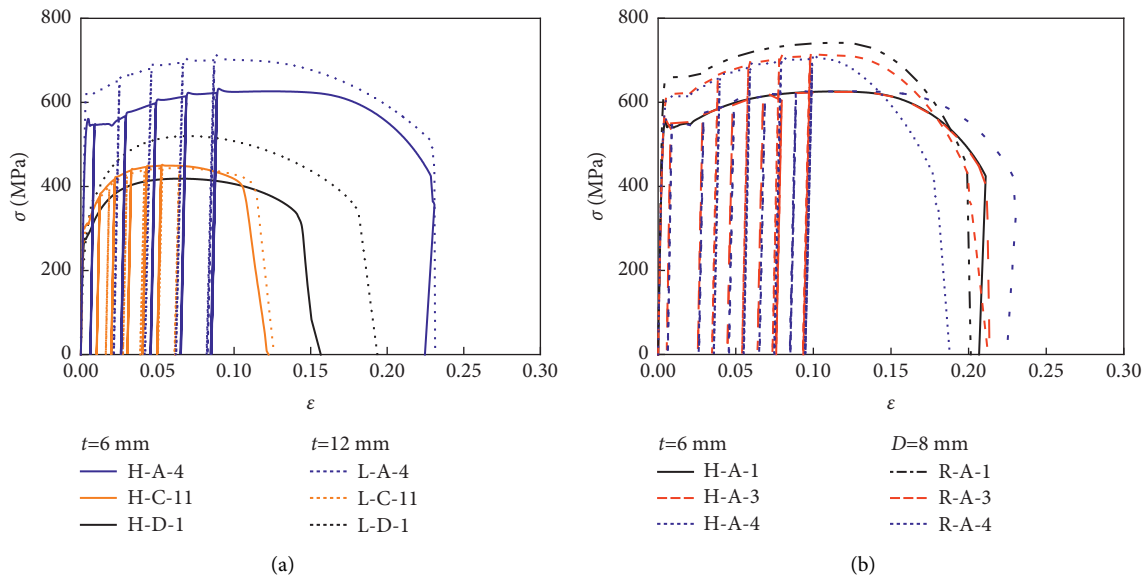 800
600
400
200
0
σ (MPa)
0.00 0.05 0.10 0.15 0.20 0.25 0.30
ε
t=6 mm
H-A-4
H-C-11
H-D-1
t=12 mm
L-A-4
L-C-11
L-D-1
(a)
800
600
400
200
0
σ (MPa)
0.00 0.05 0.10 0.15 0.20 0.25 0.30
ε
t=6 mm
H-A-1
H-A-3
H-A-4
D=8 mm
R-A-1
R-A-3
R-A-4
(b)